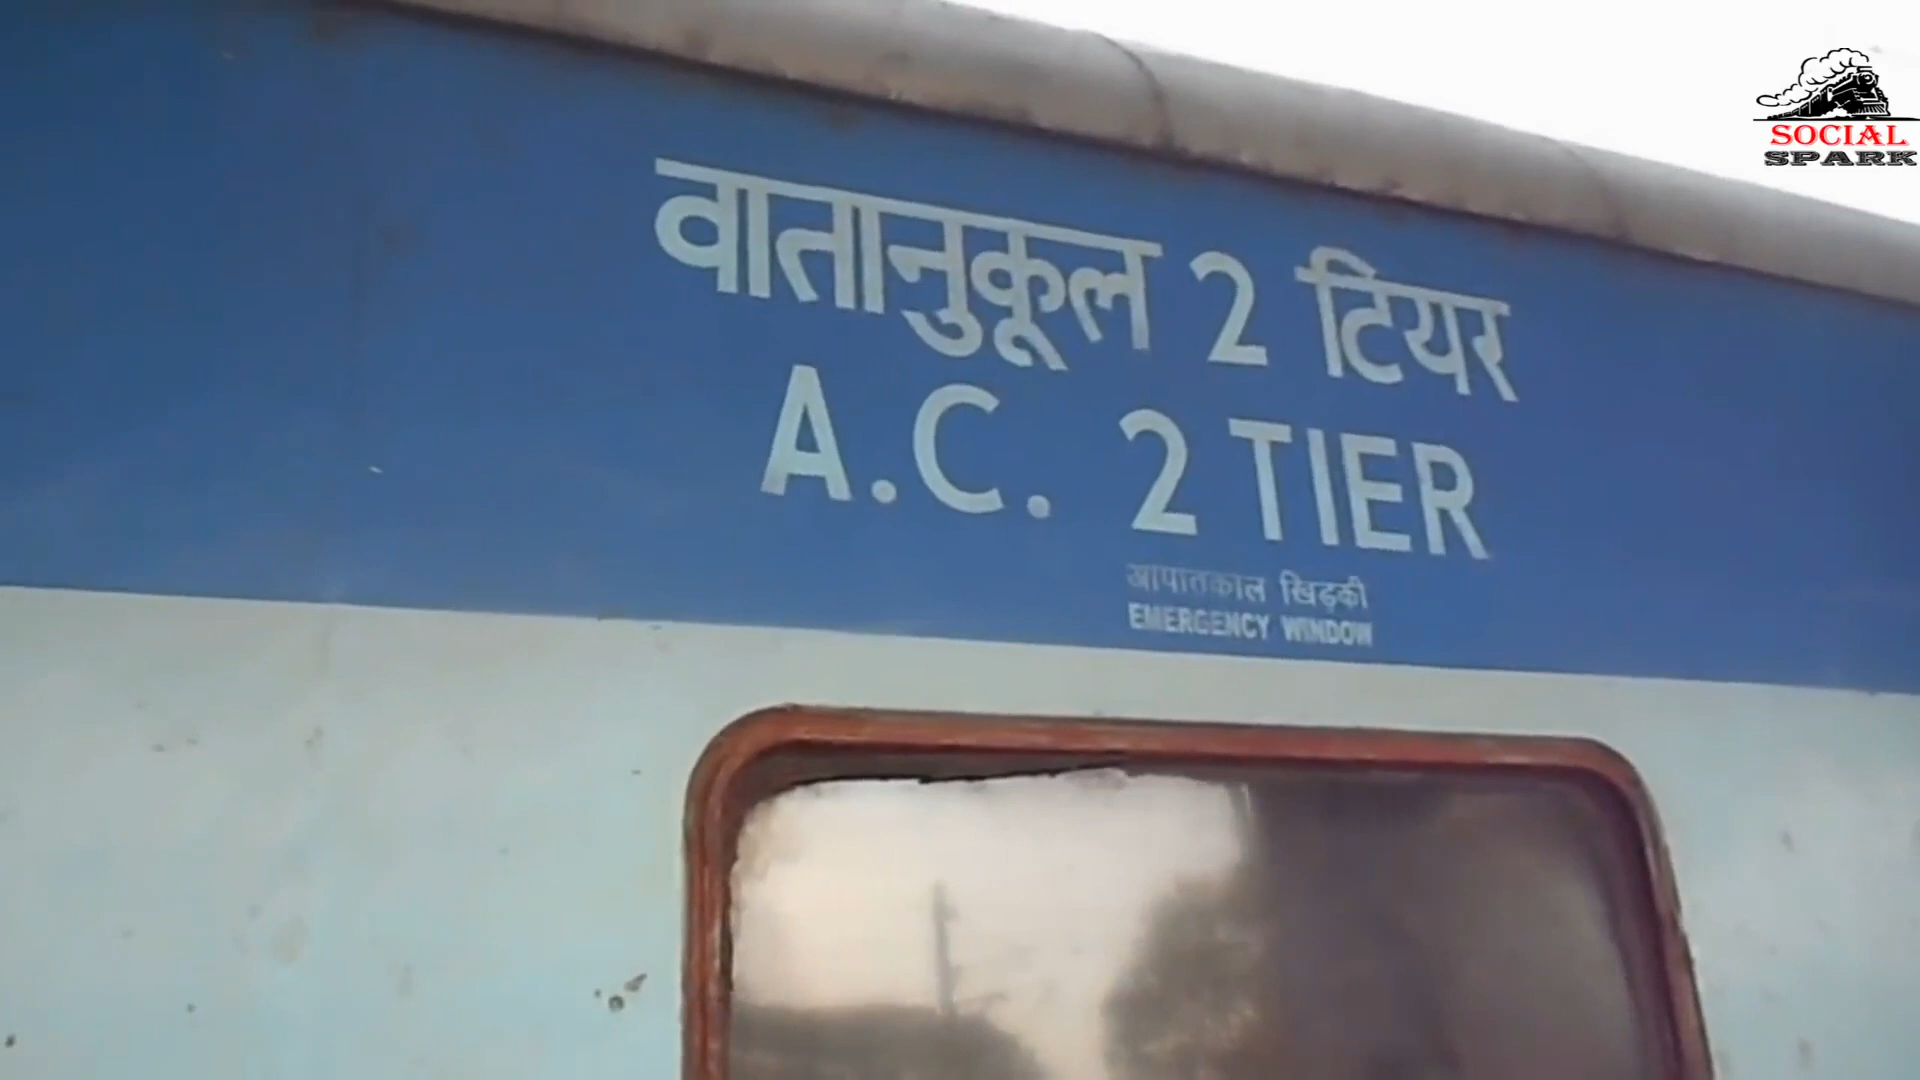 वातानुकूल 2 टियर
A.C. 2 TIER
आपातकाल खिड़की
EMERGENCY WINDOW
SOCIAL
SPARK